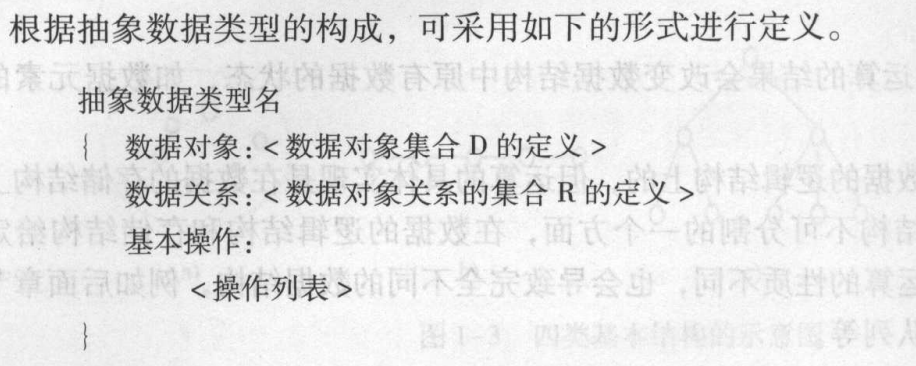 根据抽象数据类型的构成，可采用如下的形式进行定义。
抽象数据类型名
{ 数据对象:<数据对象集合 D 的定义>
数据关系:<数据对象关系的集合 R 的定义>
基本操作:
<操作列表>
}